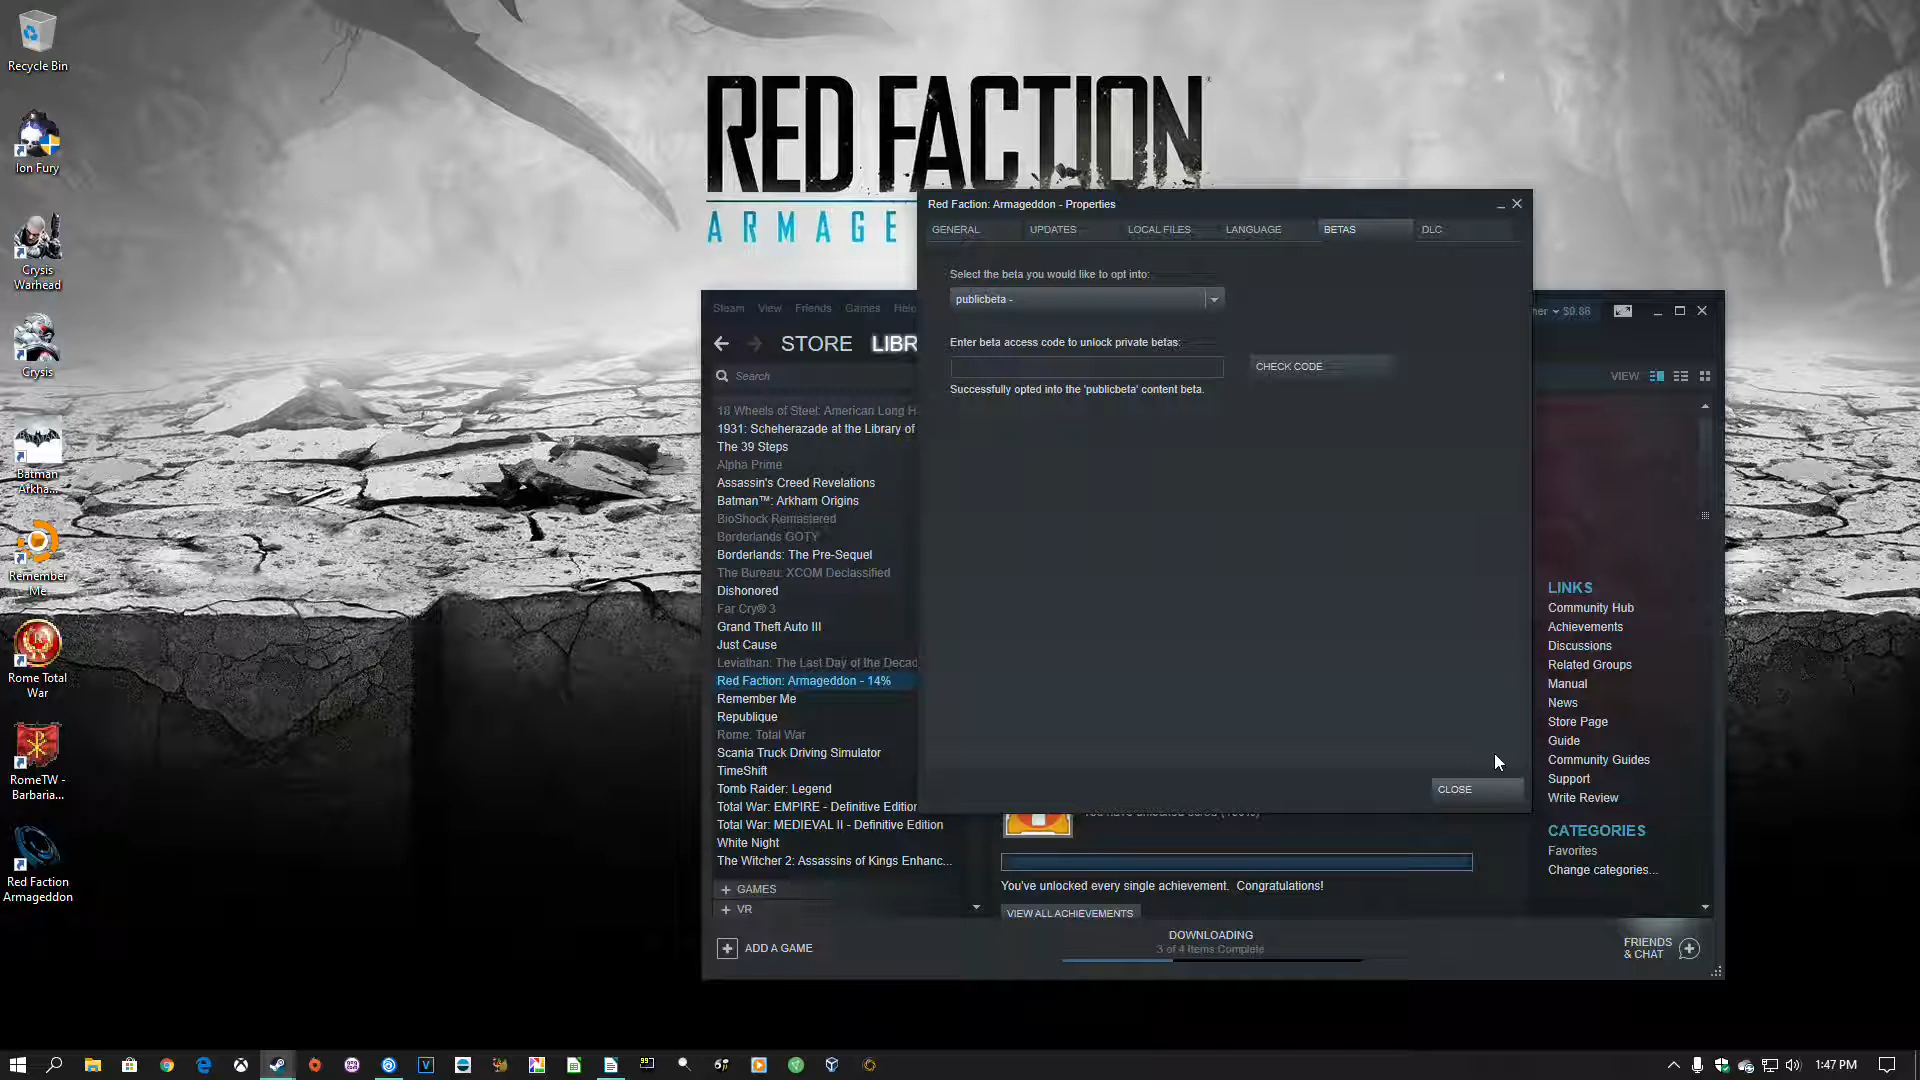 Recycle Bin
Ion Fury
Crysis
Warhead
Crysis
Batman
Arkha...
Remember
Me
Rome Total
War
RomeTW -
Barbaria...
Red Faction
Armageddon
RED FACTION
ARMAGE
Red Faction: Armageddon - Properties
GENERAL
UPDATES
LOCAL FILES
LANGUAGE
BETAS
DLC
Select the beta you would like to opt into:
publicbeta -
Enter beta access code to unlock private betas:
CHECK CODE
Successfully opted into the 'publicbeta' content beta.
CLOSE
Steam View Friends Games Help
$0.86
STORE LIBR
Search
VIEW
18 Wheels of Steel: American Long H
1931: Scheherazade at the Library of
The 39 Steps
Alpha Prime
Assassin's Creed Revelations
Batman™: Arkham Origins
BioShock Remastered
Borderlands GOTY
Borderlands: The Pre-Sequel
The Bureau: XCOM Declassified
Dishonored
Far Cry® 3
Grand Theft Auto III
Just Cause
Leviathan: The Last Day of the Decad
Red Faction: Armageddon - 14%
Remember Me
Republique
Rome: Total War
Scania Truck Driving Simulator
TimeShift
Tomb Raider: Legend
Total War: EMPIRE - Definitive Edition
Total War: MEDIEVAL II - Definitive Edition
White Night
The Witcher 2: Assassins of Kings Enhanc...
+ GAMES
+ VR
You've unlocked every single achievement. Congratulations!
VIEW ALL ACHIEVEMENTS
LINKS
Community Hub
Achievements
Discussions
Related Groups
Manual
News
Store Page
Guide
Community Guides
Support
Write Review
CATEGORIES
Favorites
Change categories...
+ ADD A GAME
DOWNLOADING
3 of 4 Items Complete
FRIENDS
& CHAT
1:47 PM